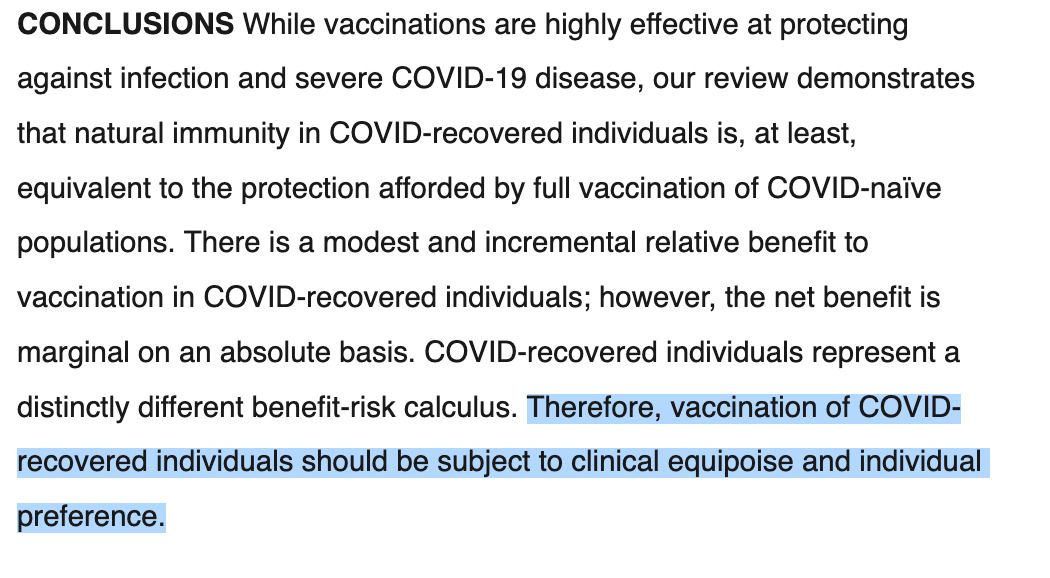 CONCLUSIONS While vaccinations are highly effective at protecting
against infection and severe COVID-19 disease, our review demonstrates
that natural immunity in COVID-recovered individuals is, at least,
equivalent to the protection afforded by full vaccination of COVID-naïve
populations. There is a modest and incremental relative benefit to
vaccination in COVID-recovered individuals; however, the net benefit is
marginal on an absolute basis. COVID-recovered individuals represent a
distinctly different benefit-risk calculus. Therefore, vaccination of COVID-
recovered individuals should be subject to clinical equipoise and individual
preference.